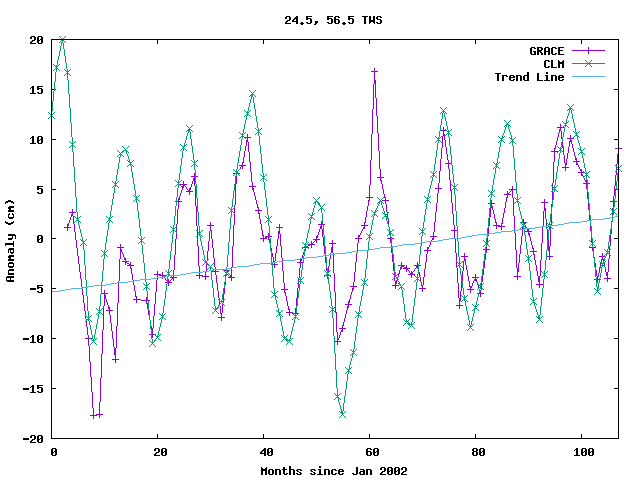 24.5, 56.5 TWS
GRACE
CLM
Trend Line
20
15
10
5
0
-5
-10
-15
-20
Anomaly (cm)
0 20 40 60 80 100
Months since Jan 2002